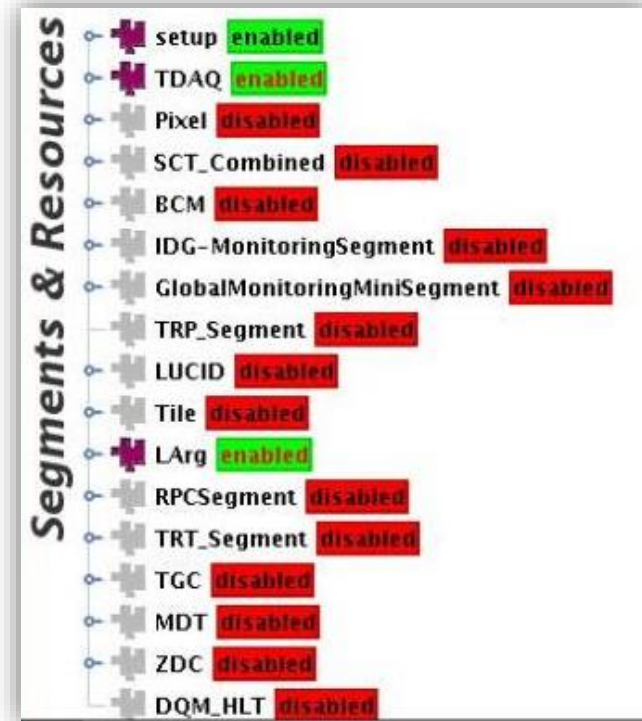 Segments & Resources
setup enabled
TDAQ enabled
Pixel disabled
SCT_Combined disabled
BCM disabled
IDG-MonitoringSegment disabled
GlobalMonitoringMiniSegment disabled
TRP_Segment disabled
LUCID disabled
Tile disabled
LArg enabled
RPCSegment disabled
TRT_Segment disabled
TGC disabled
MDT disabled
ZDC disabled
DQM_HLT disabled